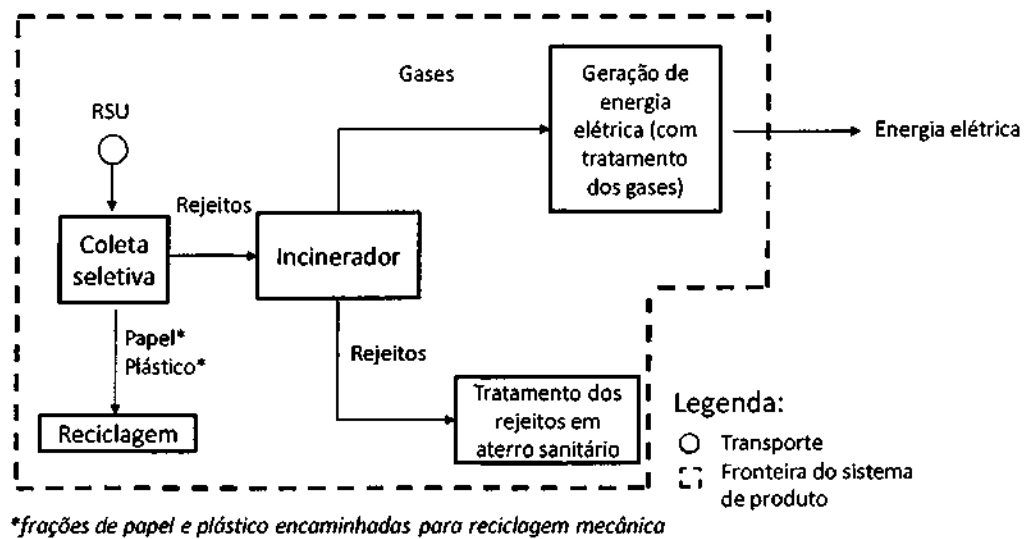 Gases
Geração de
energia
elétrica (com
tratamento
dos gases)
Energia elétrica
RSU
Rejeitos
Coleta
seletiva
Incinerador
Papel*
Plástico*
Rejeitos
Reciclagem
Tratamento dos
rejeitos em
aterro sanitário
Legenda:
Transporte
Fronteira do sistema
de produto
*frações de papel e plástico encaminhadas para reciclagem mecânica